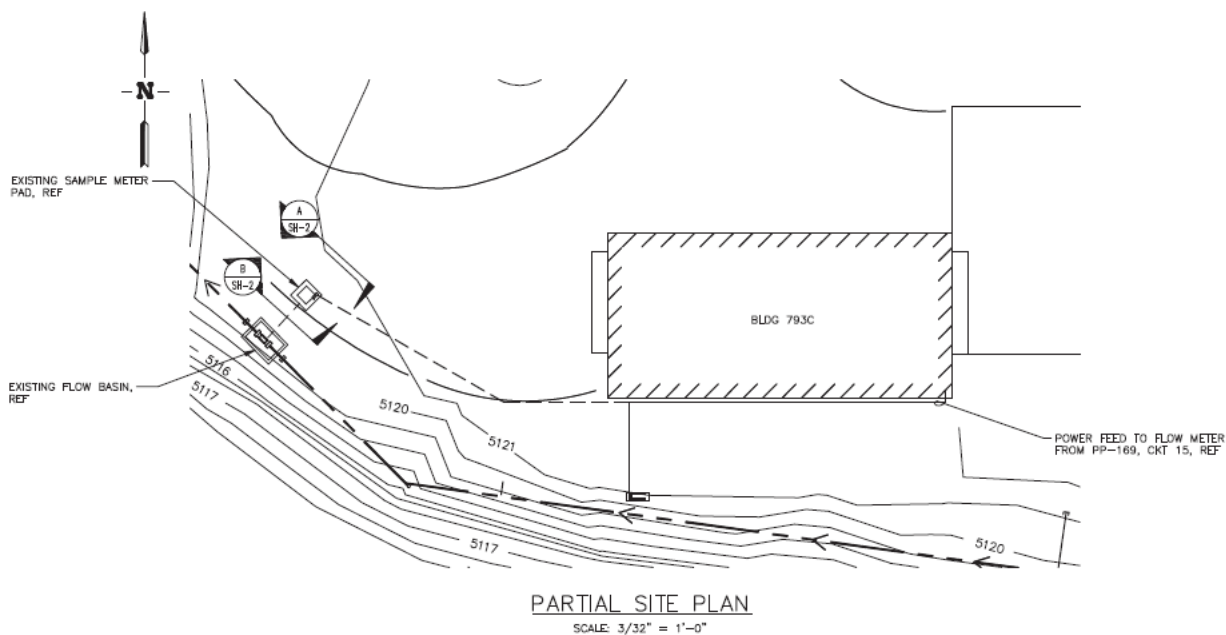 N
EXISTING SAMPLE METER
PAD, REF
A
SH-2
B
SH-2
BLDG 793C
EXISTING FLOW BASIN,
REF
5116
5117
5120
5121
POWER FEED TO FLOW METER
FROM PP-169, CKT 15, REF
5117
5120
PARTIAL SITE PLAN
SCALE: 3/32" = 1'-0"